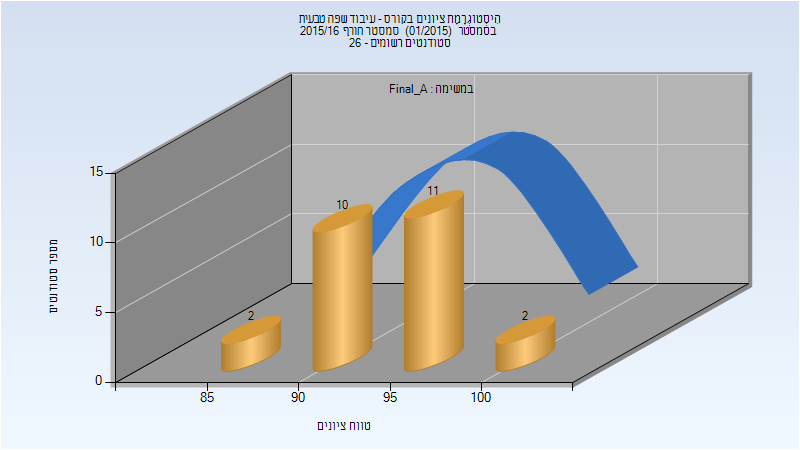 היסטוגרמת ציונים בקורס - עיבוד שפה טבעית
בסמסטר (01/2015) סמסטר חורף 2015/16
סטודנטים רשומים - 26
במשימה : Final_A
מספר סטודנטים
15
10
5
0
2
10
11
2
85
90
95
100
טווח ציונים